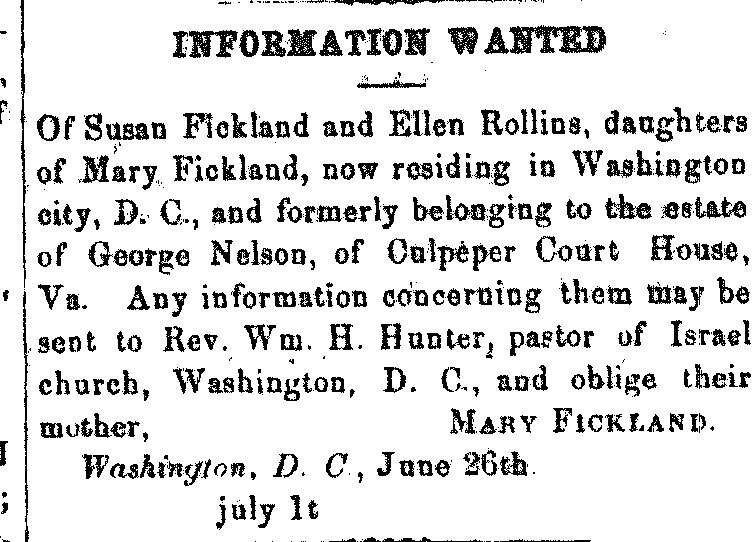 INFORMATION WANTED
Of Susan Fickland and Ellen Rollins, daughters
of Mary Fickland, now residing in Washington
city, D. C., and formerly belonging to the estate
of George Nelson, of Culpeper Court House,
Va. Any information concerning them may be
sent to Rev. Wm. H. Hunter, pastor of Israel
church, Washington, D. C., and oblige their
mother, MARY FICKLAND.
Washington, D. C, June 26th
july 1t